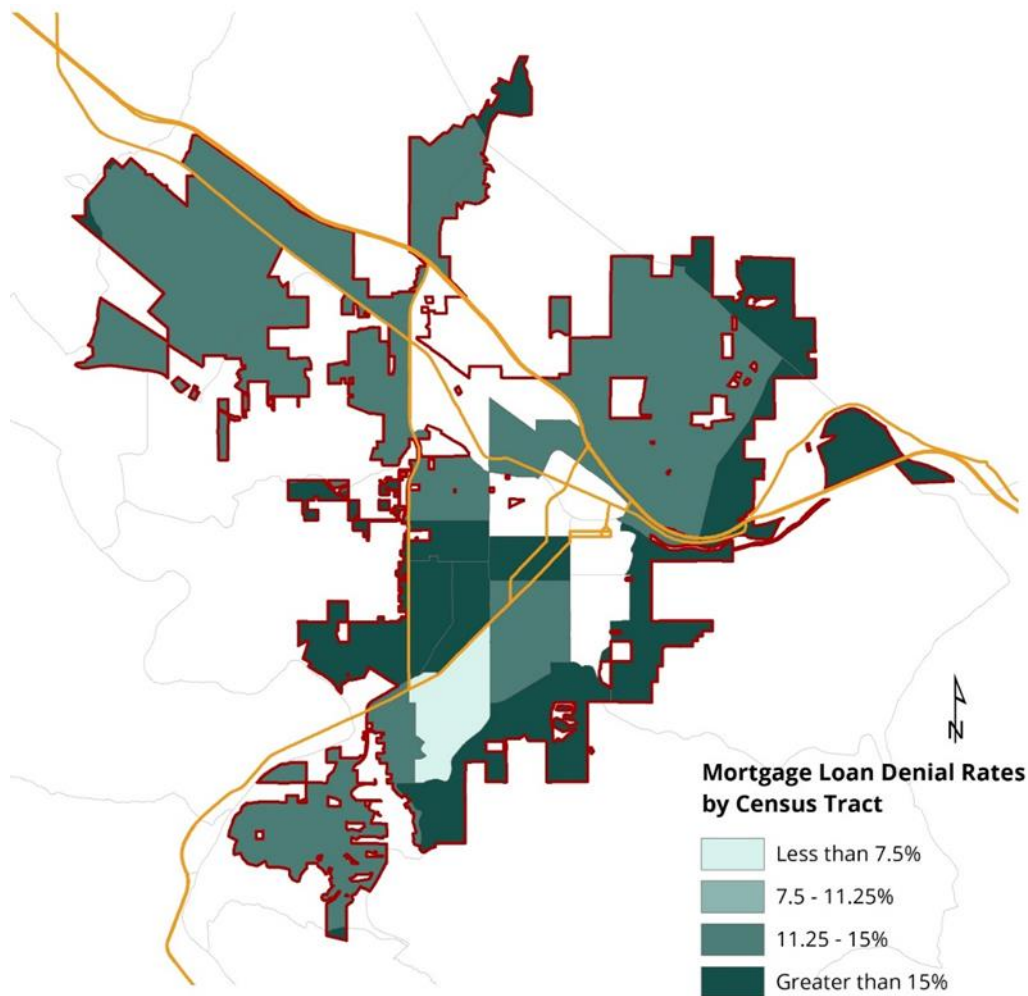 N
Mortgage Loan Denial Rates
by Census Tract
Less than 7.5%
7.5 - 11.25%
11.25 - 15%
Greater than 15%